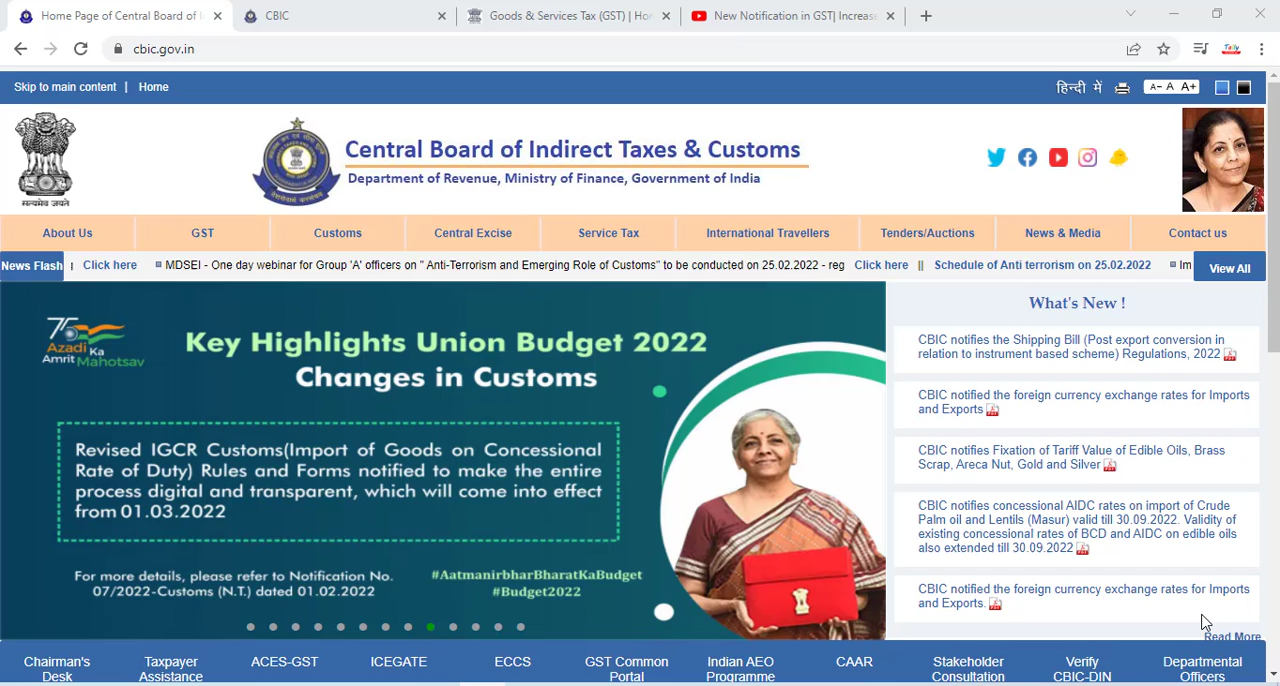 Home Page of Central Board of I
CBIC
Goods & Services Tax (GST) | Hor
New Notification in GST| Increase
cbic.gov.in
Tally
Skip to main content | Home
हिन्दी में
A- A A+
सत्यमेव जयते
Central Board of Indirect Taxes & Customs
Department of Revenue, Ministry of Finance, Government of India
About Us
GST
Customs
Central Excise
Service Tax
International Travellers
Tenders/Auctions
News & Media
Contact us
News Flash
Click here
MDSEI - One day webinar for Group 'A' officers on " Anti-Terrorism and Emerging Role of Customs" to be conducted on 25.02.2022 - reg Click here || Schedule of Anti terrorism on 25.02.2022
Im
View All
75
Azadi Ka
Amrit Mahotsav
Key Highlights Union Budget 2022
Changes in Customs
Revised IGCR Customs(Import of Goods on Concessional
Rate of Duty) Rules and Forms notified to make the entire
process digital and transparent, which will come into effect
from 01.03.2022
For more details, please refer to Notification No.
07/2022-Customs (N.T.) dated 01.02.2022
#AatmanirbharBharatKaBudget
#Budget2022
What's New !
CBIC notifies the Shipping Bill (Post export conversion in
relation to instrument based scheme) Regulations, 2022
CBIC notified the foreign currency exchange rates for Imports
and Exports
CBIC notifies Fixation of Tariff Value of Edible Oils, Brass
Scrap, Areca Nut, Gold and Silver
CBIC notifies concessional AIDC rates on import of Crude
Palm oil and Lentils (Masur) valid till 30.09.2022. Validity of
existing concessional rates of BCD and AIDC on edible oils
also extended till 30.09.2022
CBIC notified the foreign currency exchange rates for Imports
and Exports.
Read More
Chairman's
Desk
Taxpayer
Assistance
ACES-GST
ICEGATE
ECCS
GST Common
Portal
Indian AEO
Programme
CAAR
Stakeholder
Consultation
Verify
CBIC-DIN
Departmental
Officers